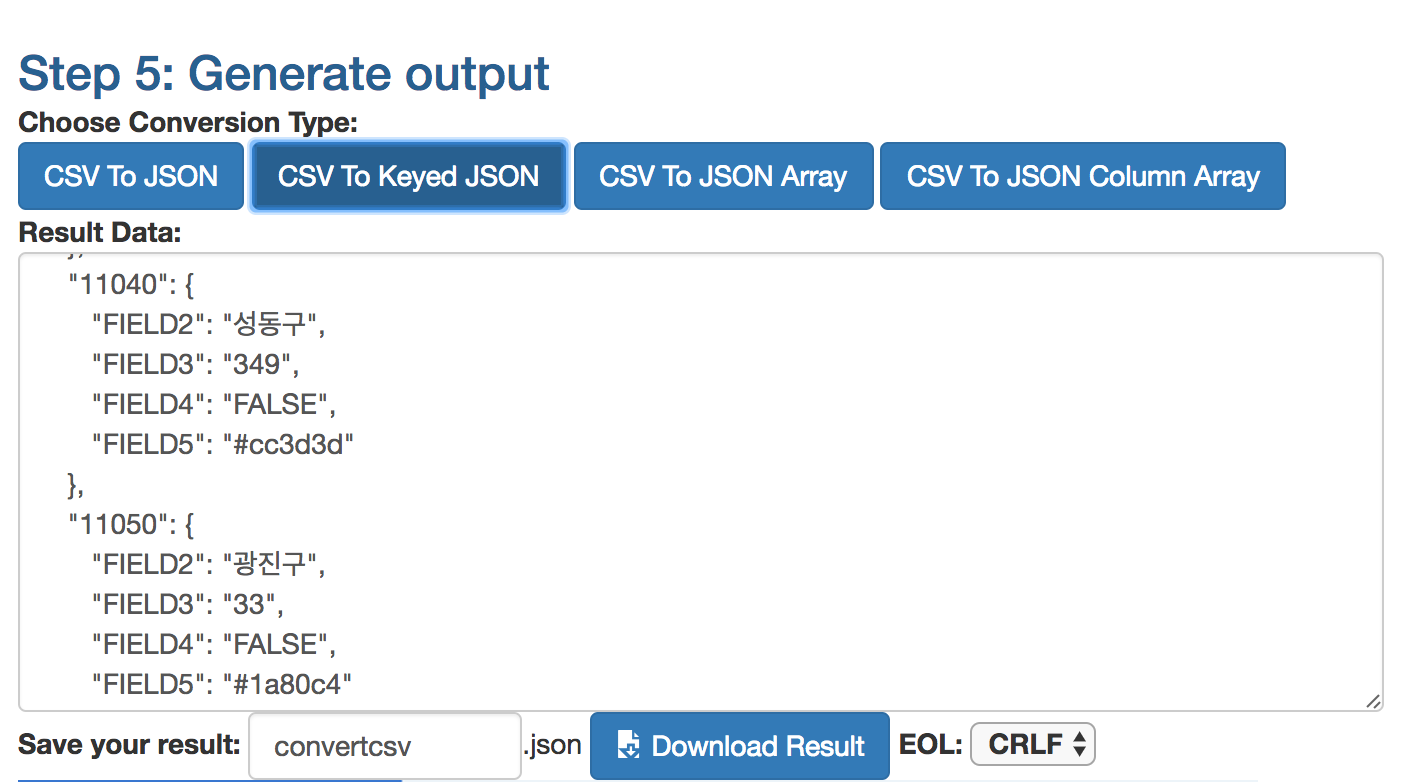 Step 5: Generate output
Choose Conversion Type:
CSV To JSON CSV To Keyed JSON CSV To JSON Array CSV To JSON Column Array
Result Data:
},
"11040": {
"FIELD2": "성동구",
"FIELD3": "349",
"FIELD4": "FALSE",
"FIELD5": "#cc3d3d"
},
"11050": {
"FIELD2": "광진구",
"FIELD3": "33",
"FIELD4": "FALSE",
"FIELD5": "#1a80c4"
Save your result: convertcsv .json Download Result EOL: CRLF